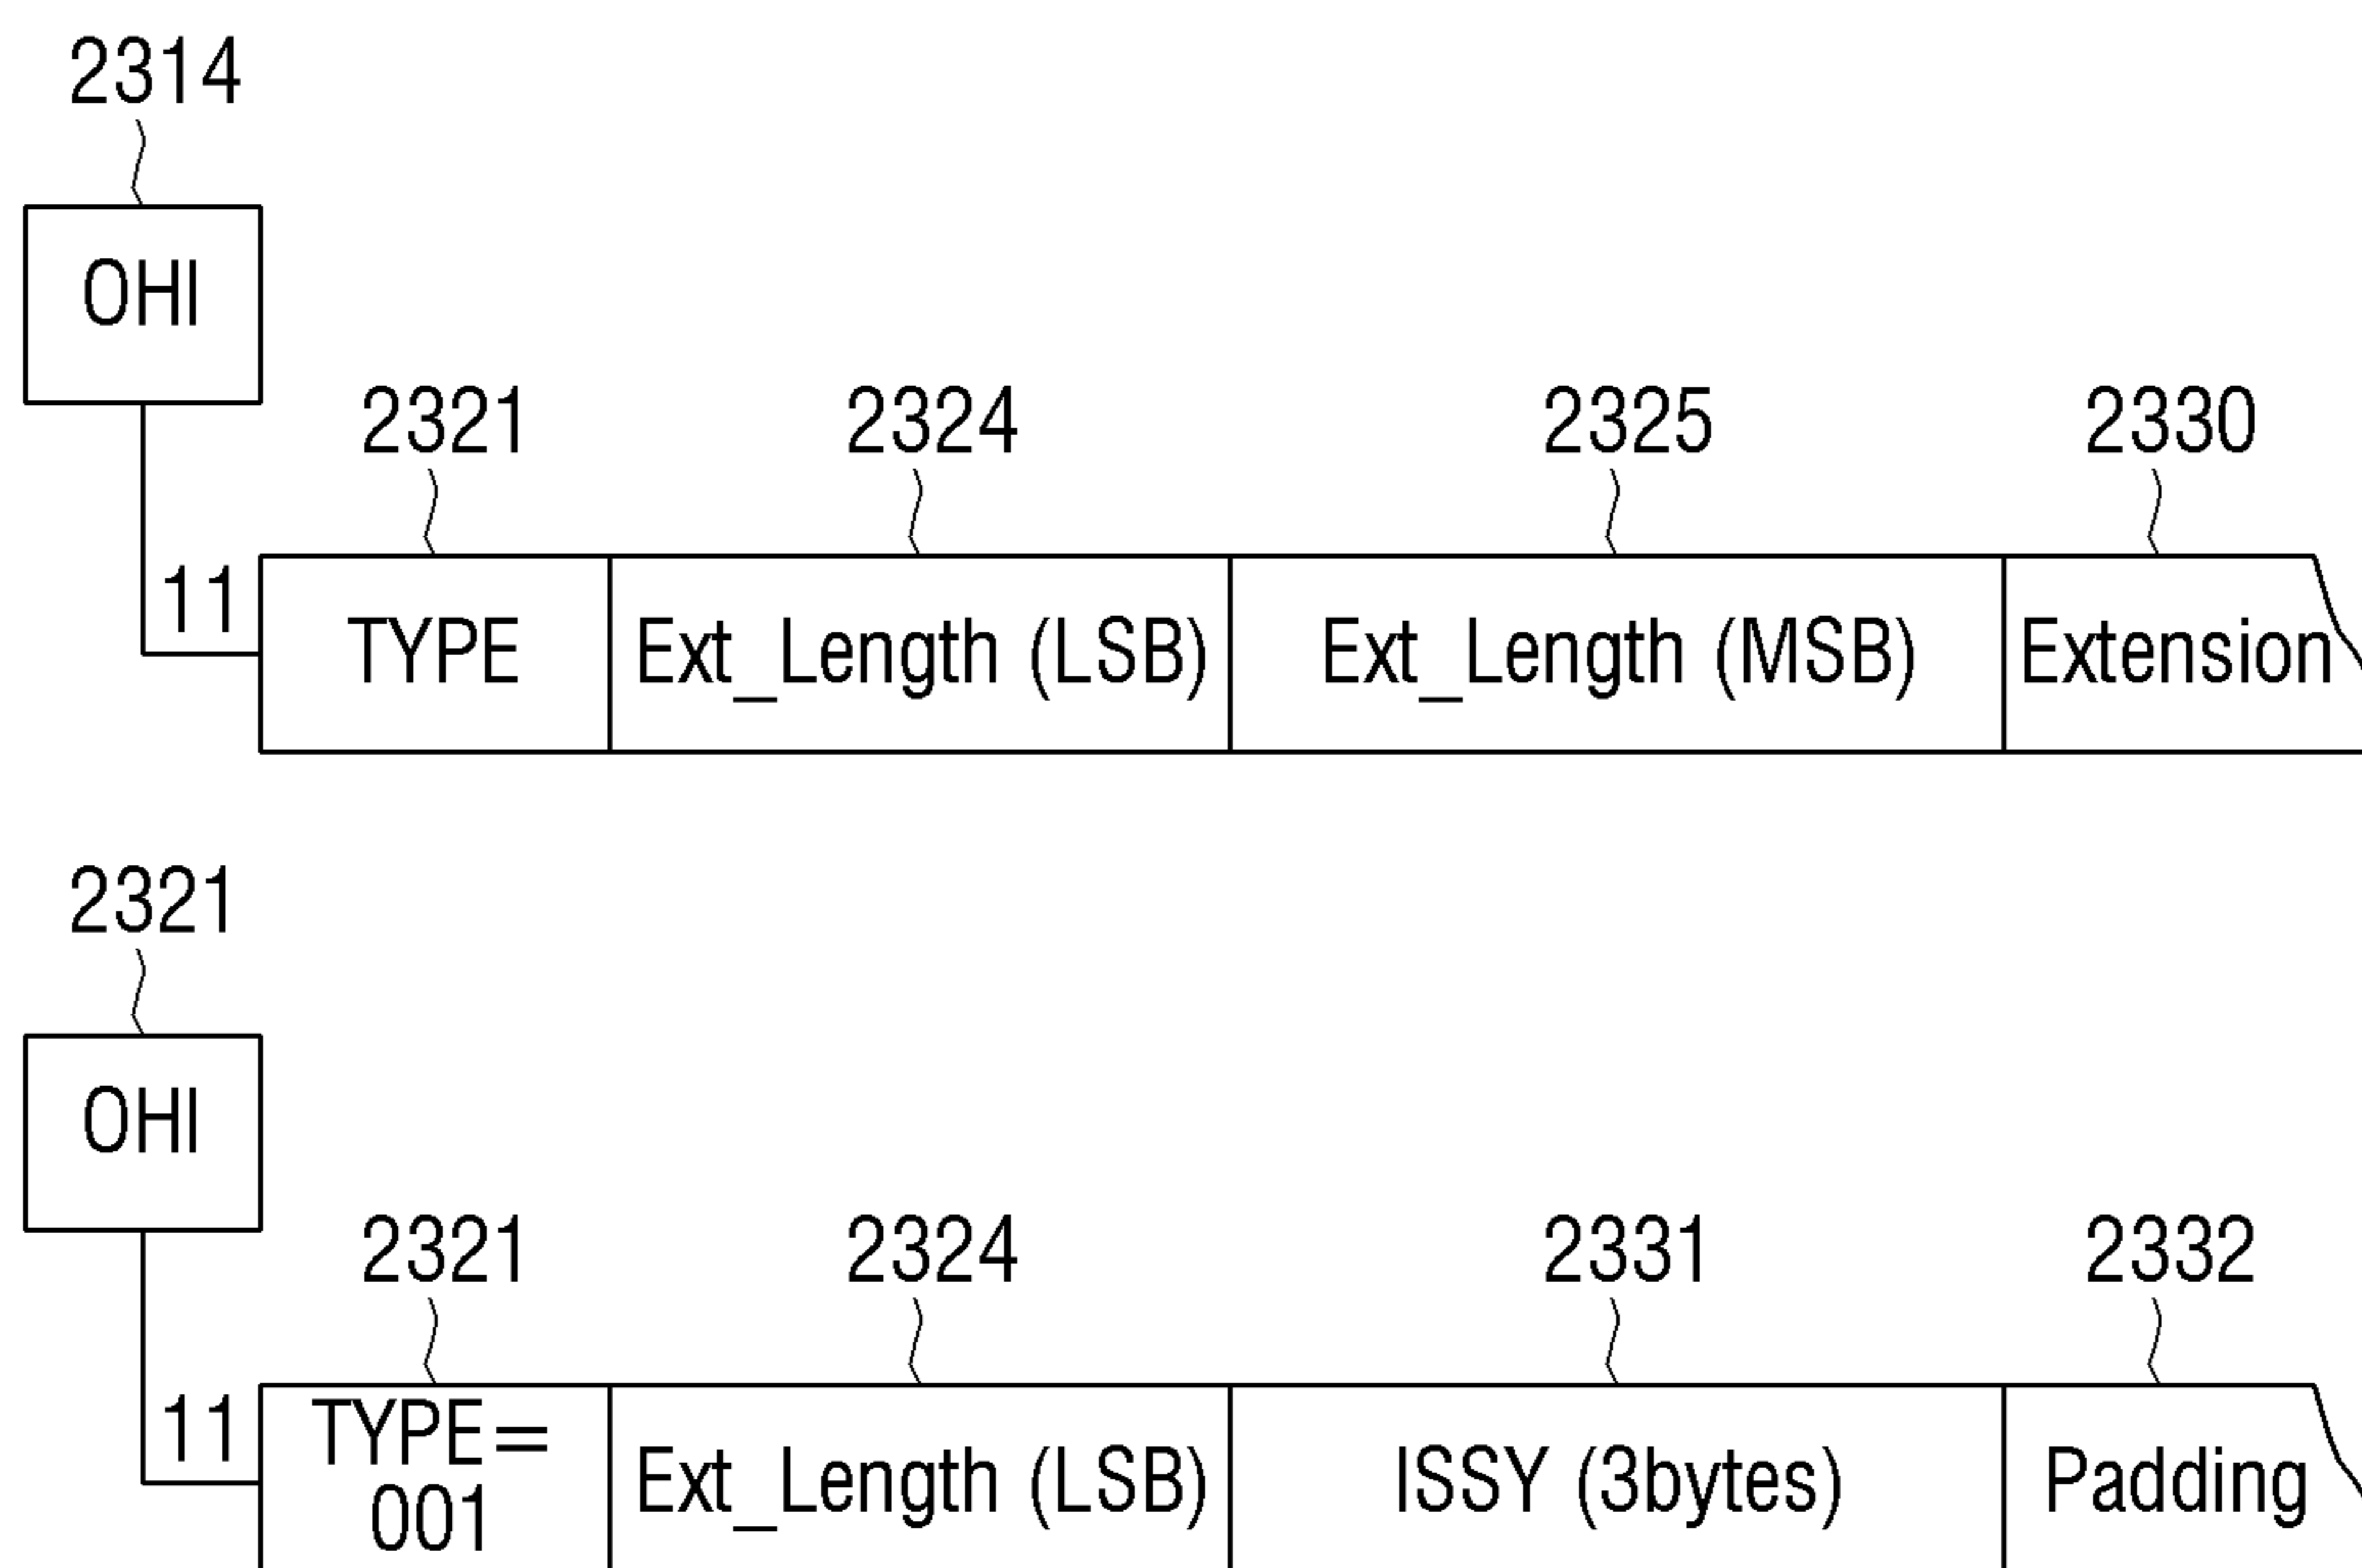 2314
OHI
2321 2324 2325 2330
11 TYPE Ext_Length (LSB) Ext_Length (MSB) Extension
2321
OHI
2321 2324 2331 2332
11 TYPE= 001 Ext_Length (LSB) ISSY (3bytes) Padding